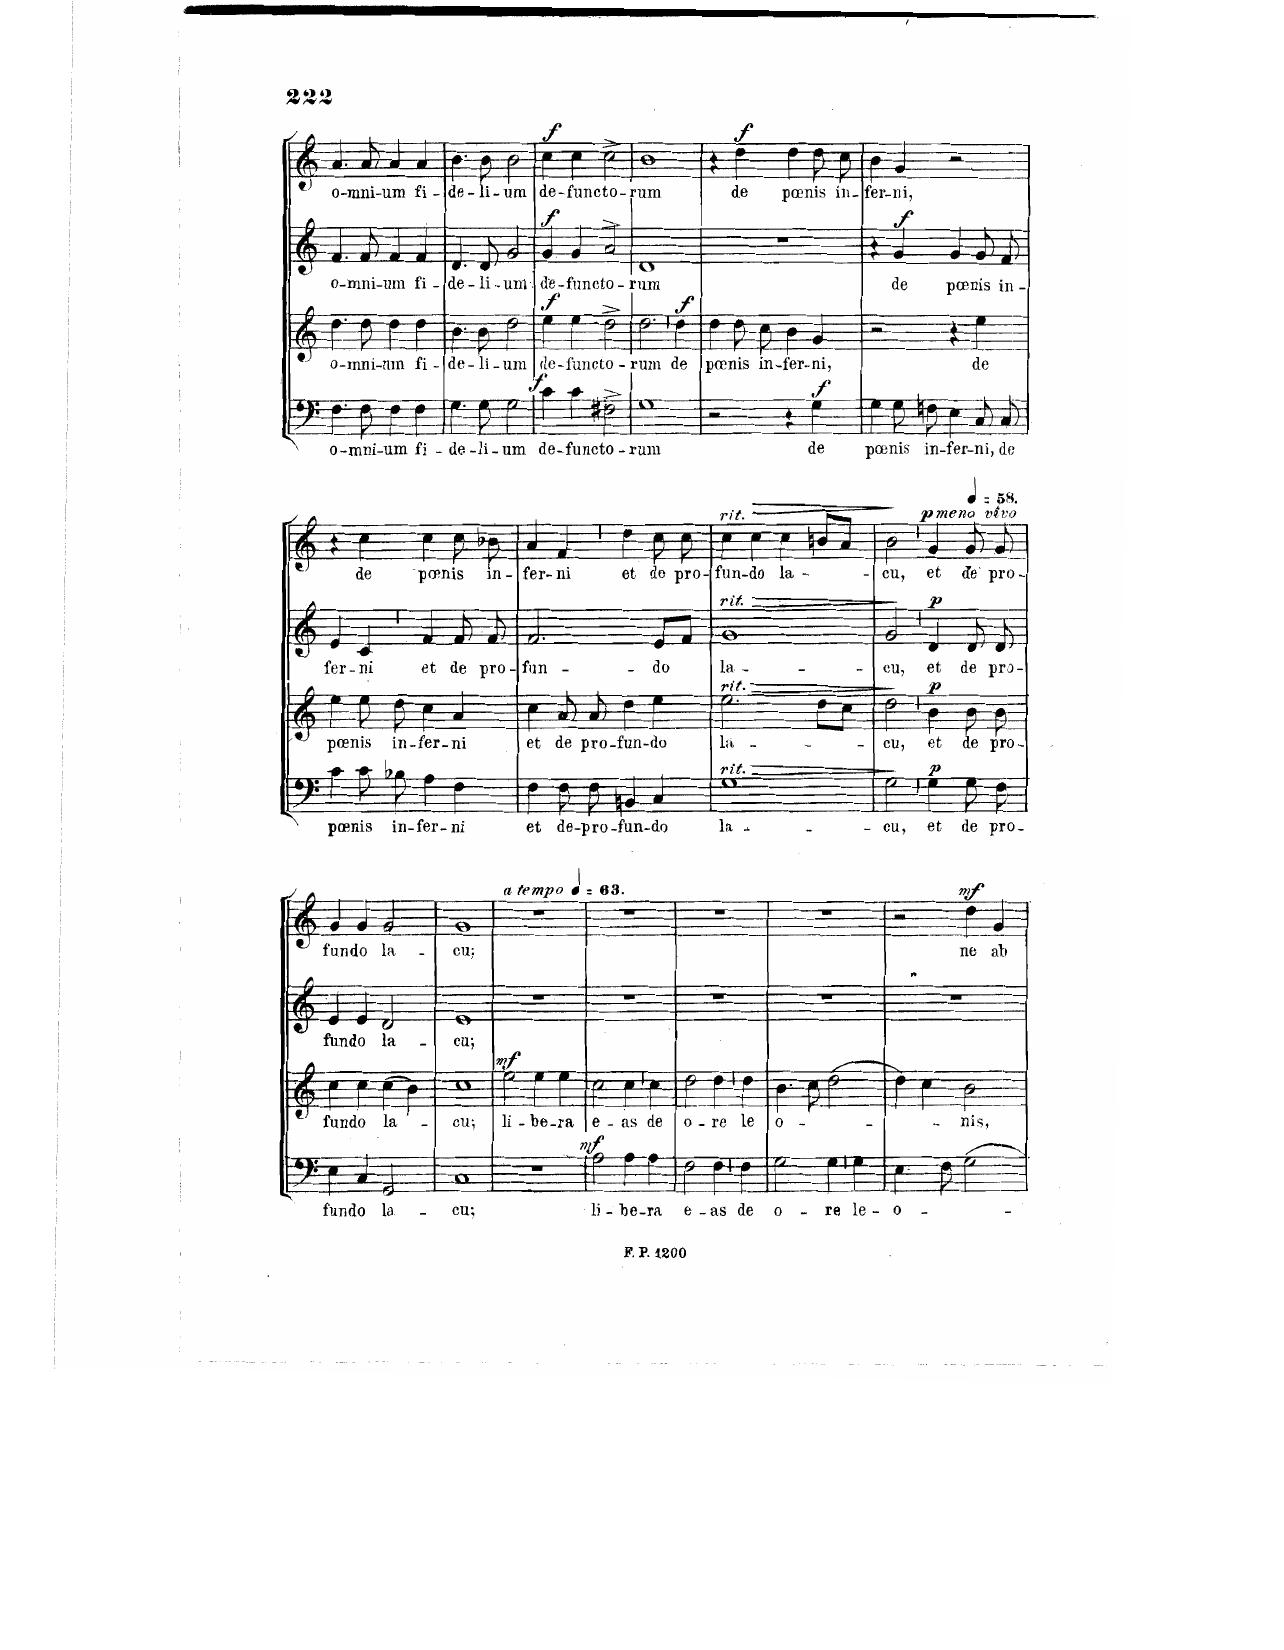 222
f f
o-mni-um fi-de-li-um de-functo-rum de pœnis in-fer-ni,
f f
o-mni-um fi-de-li-um de-functo-rum de pœnis in-
f f
o-mni-um fi-de-li-um de-functo-rum de pœnis in-fer-ni, de
f f
o-mni-um fi-de-li-um de-functo-rum de pœnis in-fer-ni, de
= 58.
rit. p meno vivo
de pœnis in-fer-ni et de pro-fun-do la--cu, et de pro-
rit. p
fer-ni et de pro-fun--do la--cu, et de pro-
rit. p
pœnis in-fer-ni et de pro-fun-do la--cu, et de pro-
rit. p
pœnis in-fer-ni et de-pro-fun-do la--cu, et de pro-
a tempo = 63. mf
fundo la-cu; ne ab
fundo la-cu;
mf
fundo la-cu; li-be-ra e-as de o-re le o--nis,
mf
fundo la-cu; li-be-ra e-as de o-re le-o--
F. P. 1200